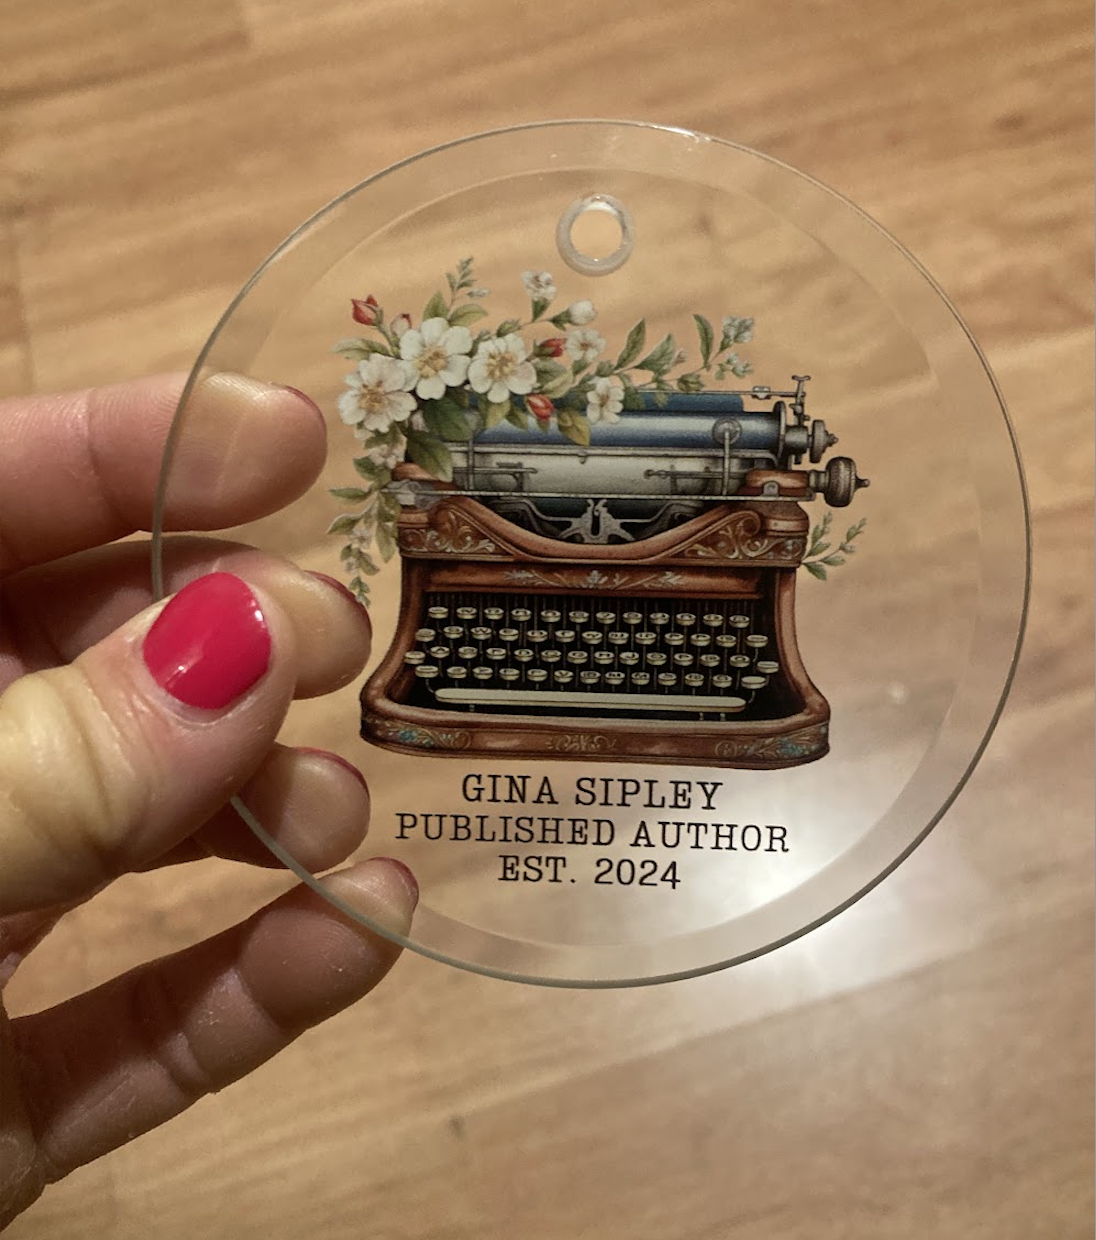 GINA SIPLEY
PUBLISHED AUTHOR
EST. 2024